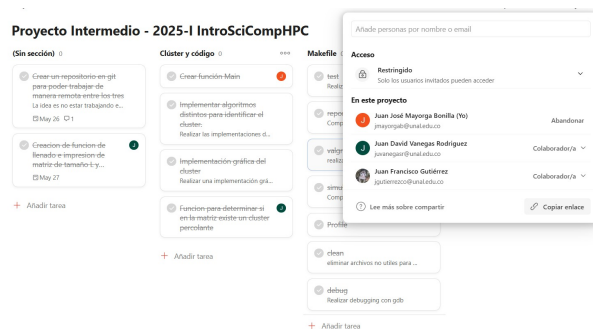 Proyecto Intermedio - 2025-I IntroSciCompHPC
(Sin sección) 0
Crear un repositorio en git
para poder trabajar de
manera remota entre los tres
La idea es no estar trabajando e...
May 26 1
Creacion de funcion de
llenado e impresion de
matriz de tamaño L y...
J
May 27
+ Añadir tarea
Clúster y código 0
Crear función Main
J
Implementar algoritmos
distintos para identificar el
cluster.
Realizar las implementaciones d...
Implementación gráfica del
cluster
Realizar una implementación grá...
Funcion para determinar si
en la matriz existe un cluster
percolante
J
+ Añadir tarea
Makefile
test
Realiz
repo
Comp
valgr
realiz
simu
Comp
Profile
clean
eliminar archivos no utiles para ...
debug
Realizar debugging con gdb
+ Añadir tarea
Añade personas por nombre o email
Acceso
Restringido
Solo los usuarios invitados pueden acceder
En este proyecto
J
Juan José Mayorga Bonilla (Yo)
jmayorgab@unal.edu.co
Abandonar
J
Juan David Vanegas Rodriguez
juvanegasr@unal.edu.co
Colaborador/a
Juan Francisco Gutiérrez
jgutierrezco@unal.edu.co
Colaborador/a
? Lee más sobre compartir
Copiar enlace